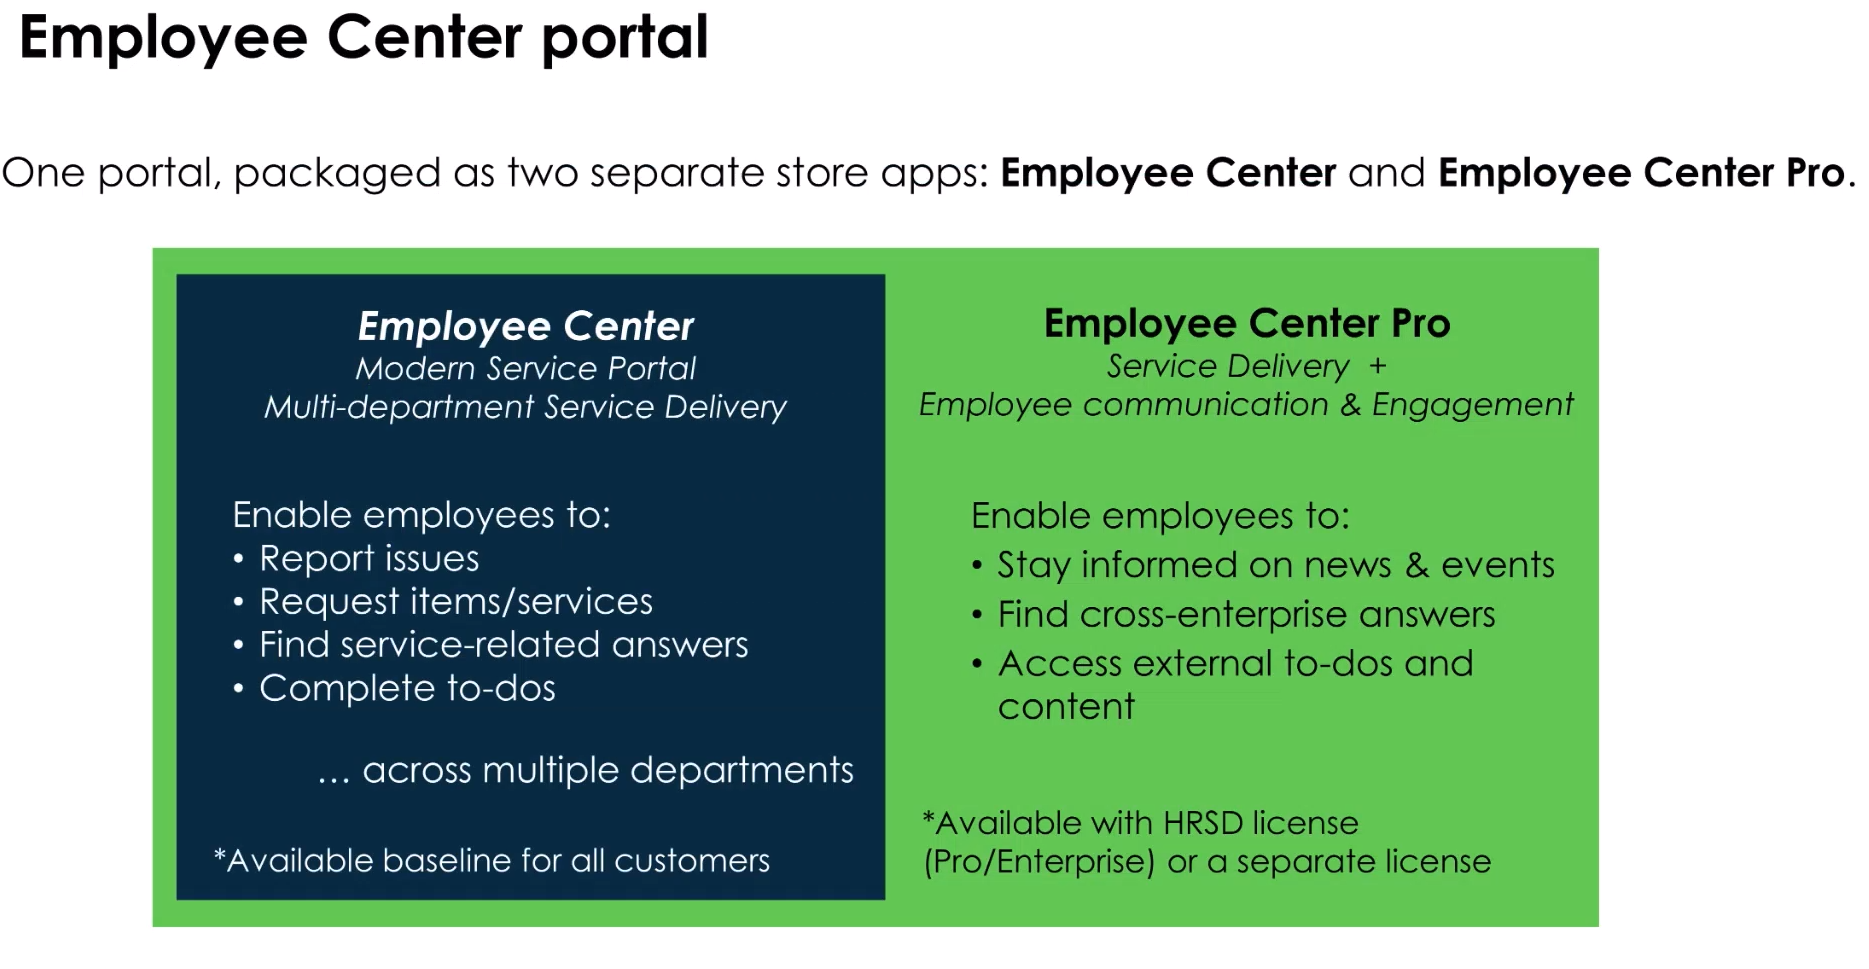 Employee Center portal
One portal, packaged as two separate store apps: Employee Center and Employee Center Pro.
Employee Center
Modern Service Portal
Multi-department Service Delivery
Enable employees to:
• Report issues
• Request items/services
• Find service-related answers
• Complete to-dos
... across multiple departments
*Available baseline for all customers
Employee Center Pro
Service Delivery +
Employee communication & Engagement
Enable employees to:
• Stay informed on news & events
• Find cross-enterprise answers
• Access external to-dos and
content
*Available with HRSD license
(Pro/Enterprise) or a separate license